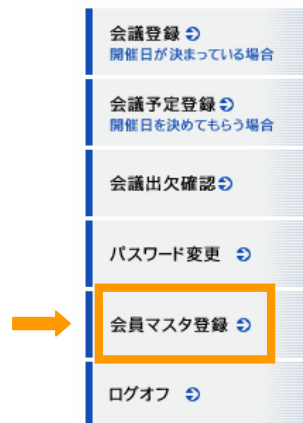 会議登録
開催日が決まっている場合
会議予定登録
開催日を決めてもらう場合
会議出欠確認
パスワード変更
会員マスタ登録
ログオフ